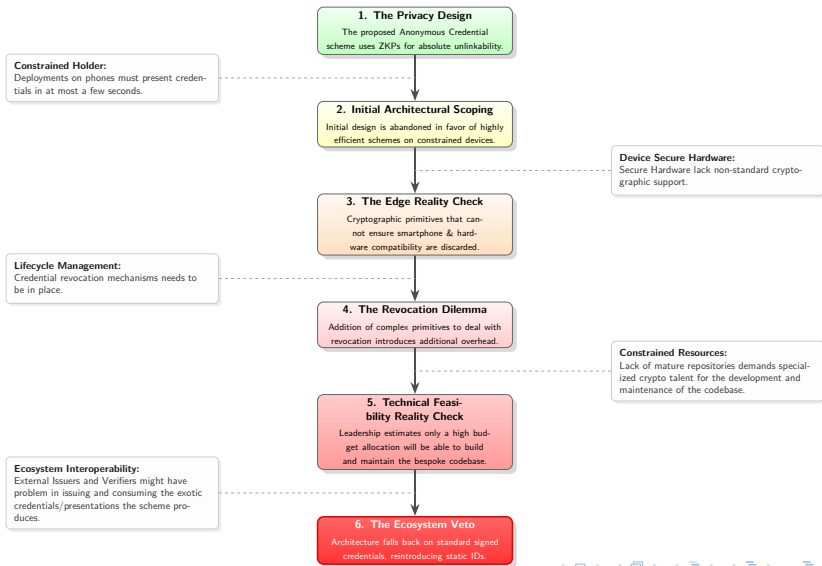 1. The Privacy Design
The proposed Anonymous Credential
scheme uses ZKPs for absolute unlinkability.
Constrained Holder:
Deployments on phones must present creden-
tials in at most a few seconds.
2. Initial Architectural Scoping
Initial design is abandoned in favor of highly
efficient schemes on constrained devices.
Device Secure Hardware:
Secure Hardware lack non-standard crypto-
graphic support.
3. The Edge Reality Check
Cryptographic primitives that can-
not ensure smartphone & hard-
ware compatibility are discarded.
Lifecycle Management:
Credential revocation mechanisms needs to
be in place.
4. The Revocation Dilemma
Addition of complex primitives to deal with
revocation introduces additional overhead.
Constrained Resources:
Lack of mature repositories demands special-
ized crypto talent for the development and
maintenance of the codebase.
5. Technical Feasi-
bility Reality Check
Leadership estimates only a high bud-
get allocation will be able to build
and maintain the bespoke codebase.
Ecosystem Interoperability:
External Issuers and Verifiers might have
problem in issuing and consuming the exotic
credentials/presentations the scheme pro-
duces.
6. The Ecosystem Veto
Architecture falls back on standard signed
credentials, reintroducing static IDs.